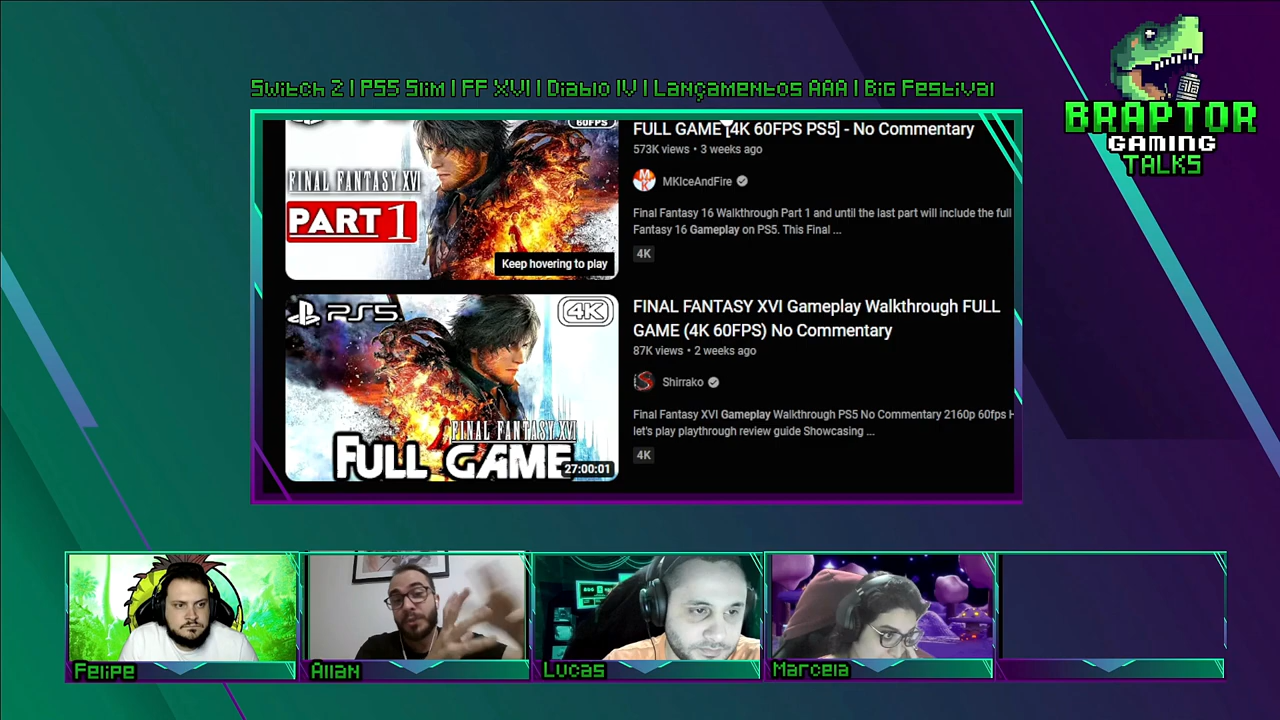 Switch 2 | PS5 Slim | FF XVI | Diablo IV | Lançamentos AAA | Big Festival
BRAPTOR
GAMING
TALKS
60FPS
FINAL FANTASY XVI
PART 1
Keep hovering to play
FULL GAME [4K 60FPS PS5] - No Commentary
573K views • 3 weeks ago
MKIceAndFire
Final Fantasy 16 Walkthrough Part 1 and until the last part will include the full
Fantasy 16 Gameplay on PS5. This Final ...
4K
PS5
4K
FINAL FANTASY XVI
FULL GAME
27:00:01
FINAL FANTASY XVI Gameplay Walkthrough FULL
GAME (4K 60FPS) No Commentary
87K views • 2 weeks ago
Shirrako
Final Fantasy XVI Gameplay Walkthrough PS5 No Commentary 2160p 60fps H
let's play playthrough review guide Showcasing ...
4K
Felipe
Allan
Lucas
Marcela